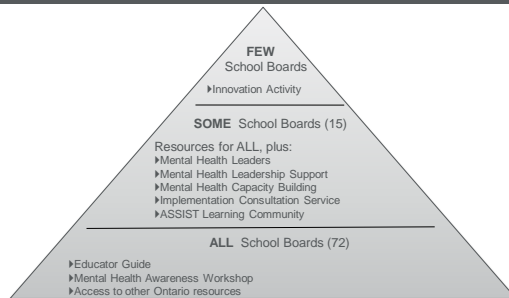 FEW
School Boards
▶Innovation Activity
SOME School Boards (15)
Resources for ALL, plus:
▶Mental Health Leaders
▶Mental Health Leadership Support
▶Mental Health Capacity Building
▶Implementation Consultation Service
▶ASSIST Learning Community
ALL School Boards (72)
▶Educator Guide
▶Mental Health Awareness Workshop
▶Access to other Ontario resources